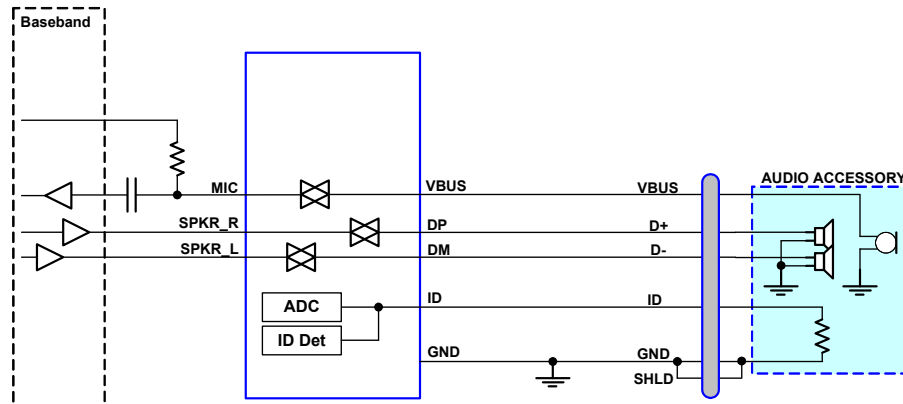 Baseband
AUDIO ACCESSORY
MIC
VBUS
VBUS
SPKR_R
DP
D+
SPKR_L
DM
D-
ADC
ID
ID
ID Det
GND
GND
SHLD